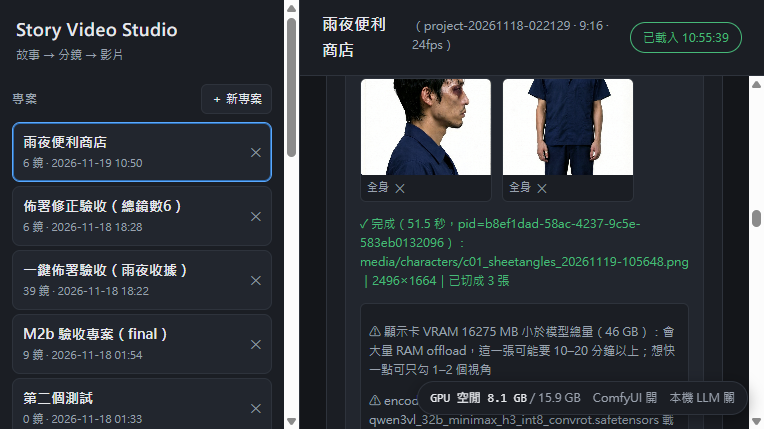 Story Video Studio
故事 → 分鏡 → 影片
專案
+ 新專案
雨夜便利商店
6 鏡 · 2026-11-19 10:50
佈署修正驗收（總鏡數6）
6 鏡 · 2026-11-18 18:28
一鍵佈署驗收（雨夜收據）
39 鏡 · 2026-11-18 18:22
M2b 驗收專案（final）
9 鏡 · 2026-11-18 01:54
第二個測試
0 鏡 · 2026-11-18 01:33
雨夜便利
商店
（project-20261118-022129 · 9:16 ·
24fps）
已載入 10:55:39
全身 ×
全身 ×
✓ 完成（51.5 秒，pid=b8ef1dad-58ac-4237-9c5e-
583eb0132096）：
media/characters/c01_sheetangles_20261119-105648.png
｜2496×1664｜已切成 3 張
⚠ 顯示卡 VRAM 16275 MB 小於模型總量（46 GB）：會
大量 RAM offload，這一張可能要 10–20 分鐘以上；想快
一點可只勾 1–2 個視角
⚠ encod
qwen3vl_32b_minimax_h3_int8_convrot.safetensors 載
GPU 空閒 8.1 GB / 15.9 GB ComfyUI 開 本機 LLM 關